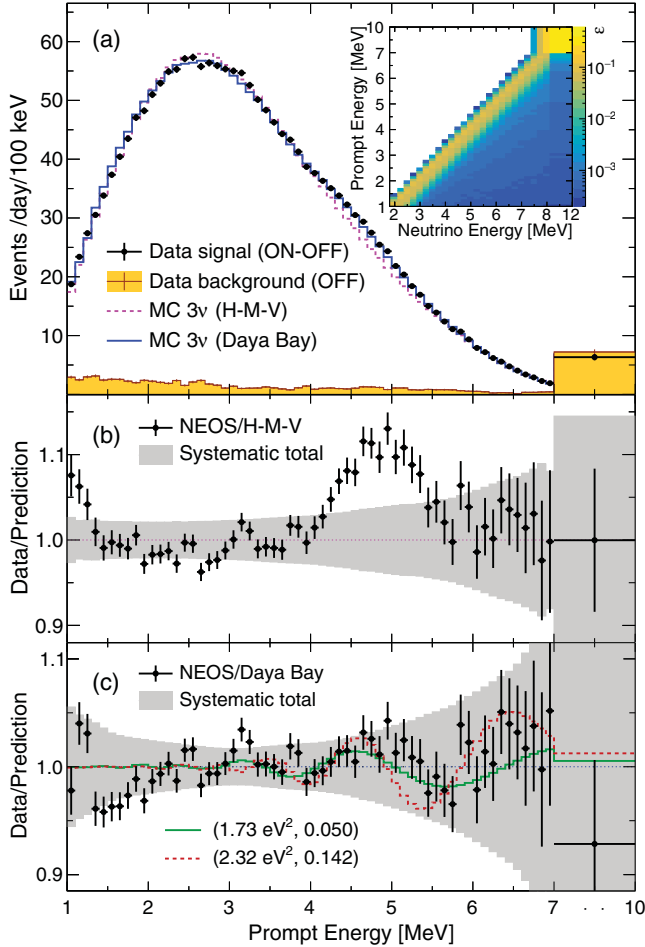 (a)
Events /day/100 keV
60
50
40
30
20
10
Data signal (ON-OFF)
Data background (OFF)
MC 3ν (H-M-V)
MC 3ν (Daya Bay)
Prompt Energy [MeV]
10
9
8
7
6
5
4
3
2
1
2 3 4 5 6 7 8 10 12
Neutrino Energy [MeV]
ε
10⁻¹
10⁻²
10⁻³
(b)
NEOS/H-M-V
Systematic total
Data/Prediction
1.1
1.0
0.9
(c)
NEOS/Daya Bay
Systematic total
Data/Prediction
1.1
1.0
0.9
(1.73 eV², 0.050)
(2.32 eV², 0.142)
1 2 3 4 5 6 7 · · 10
Prompt Energy [MeV]